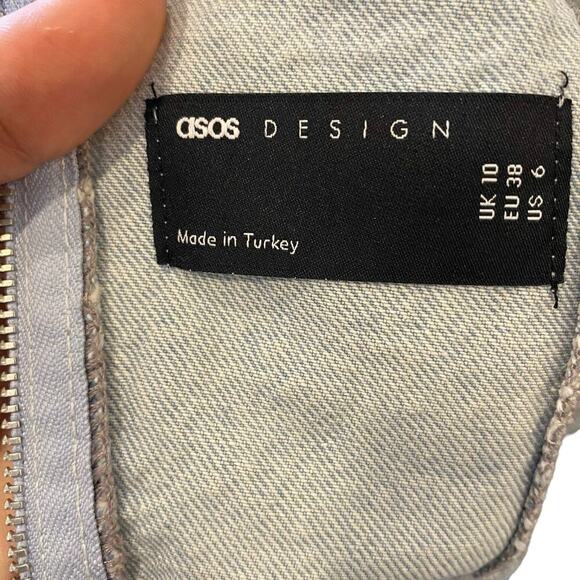 asos DESIGN
Made in Turkey
UK 10
EU 38
US 6